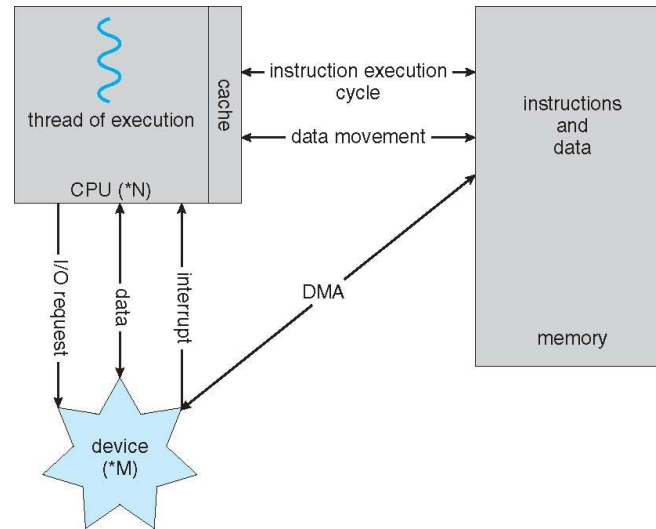 thread of execution
cache
CPU (*N)
instruction execution
cycle
data movement
instructions
and
data
memory
I/O request
data
interrupt
DMA
device
(*M)